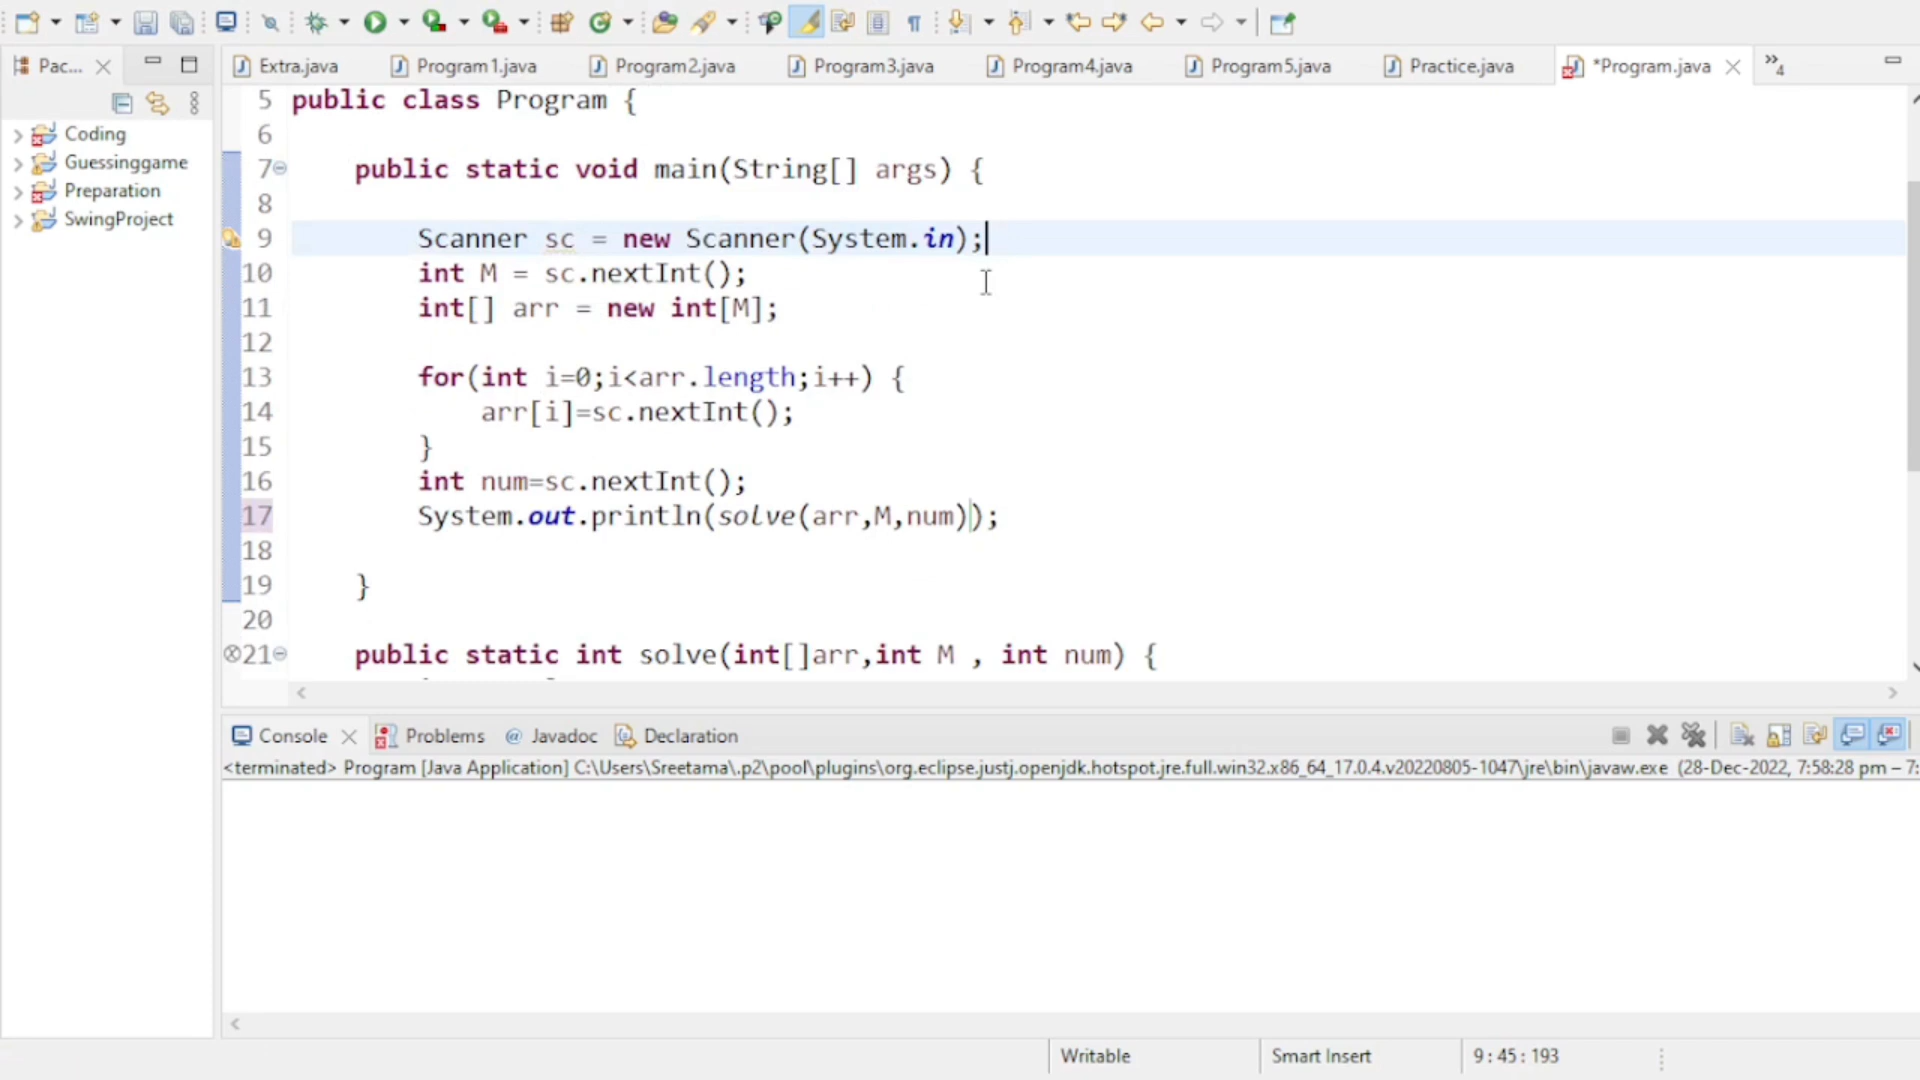 Pac...
Extra.java
Program1.java
Program2.java
Program3.java
Program4.java
Program5.java
Practice.java
*Program.java
»4
Coding
Guessinggame
Preparation
SwingProject
5 public class Program {
6
7 public static void main(String[] args) {
8
9 Scanner sc = new Scanner(System.in);
10 int M = sc.nextInt();
11 int[] arr = new int[M];
12
13 for(int i=0;i<arr.length;i++) {
14 arr[i]=sc.nextInt();
15 }
16 int num=sc.nextInt();
17 System.out.println(solve(arr,M,num));
18
19 }
20
21 public static int solve(int[]arr,int M , int num) {
Console
Problems
@ Javadoc
Declaration
<terminated> Program [Java Application] C:\Users\Sreetama\.p2\pool\plugins\org.eclipse.justj.openjdk.hotspot.jre.full.win32.x86_64_17.0.4.v20220805-1047\jre\bin\javaw.exe (28-Dec-2022, 7:58:28 pm – 7:
Writable
Smart Insert
9 : 45 : 193